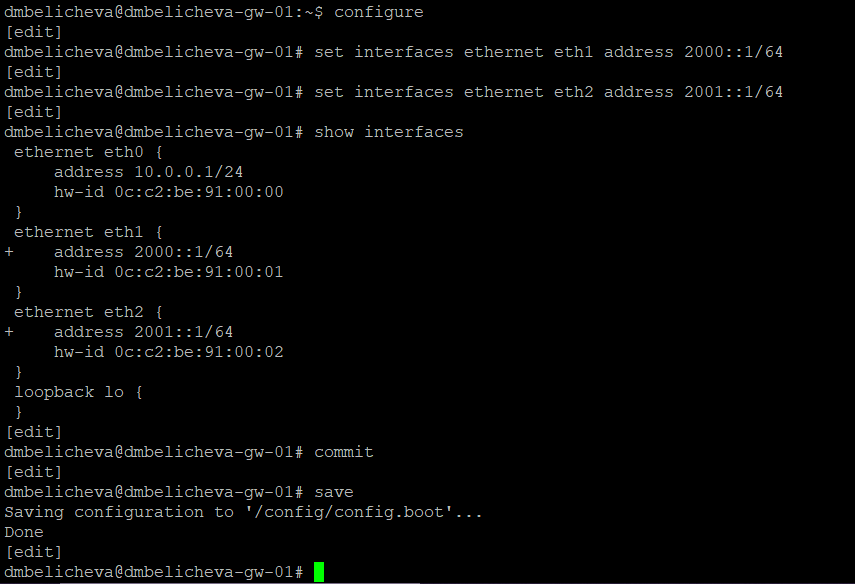 dmbelicheva@dmbelicheva-gw-01:~$ configure
[edit]
dmbelicheva@dmbelicheva-gw-01# set interfaces ethernet eth1 address 2000::1/64
[edit]
dmbelicheva@dmbelicheva-gw-01# set interfaces ethernet eth2 address 2001::1/64
[edit]
dmbelicheva@dmbelicheva-gw-01# show interfaces
 ethernet eth0 {
     address 10.0.0.1/24
     hw-id 0c:c2:be:91:00:00
 }
 ethernet eth1 {
+    address 2000::1/64
     hw-id 0c:c2:be:91:00:01
 }
 ethernet eth2 {
+    address 2001::1/64
     hw-id 0c:c2:be:91:00:02
 }
 loopback lo {
 }
[edit]
dmbelicheva@dmbelicheva-gw-01# commit
[edit]
dmbelicheva@dmbelicheva-gw-01# save
Saving configuration to '/config/config.boot'...
Done
[edit]
dmbelicheva@dmbelicheva-gw-01#